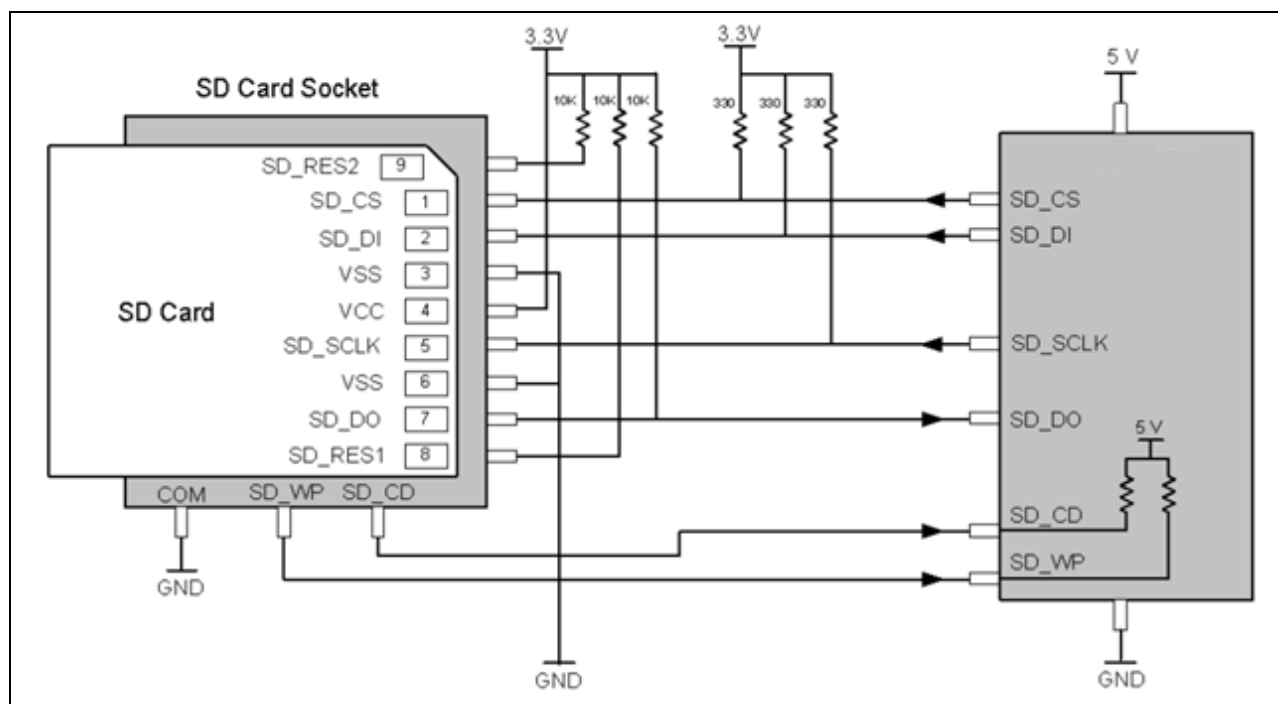 3.3V
3.3V
5 V
SD Card Socket
10K 10K 10K
330 330 330
SD_RES2 9
SD_CS 1
SD_DI 2
VSS 3
SD Card
VCC 4
SD_SCLK 5
VSS 6
SD_DO 7
SD_RES1 8
COM SD_WP SD_CD
GND
GND
SD_CS
SD_DI
SD_SCLK
SD_DO
5 V
SD_CD
SD_WP
GND